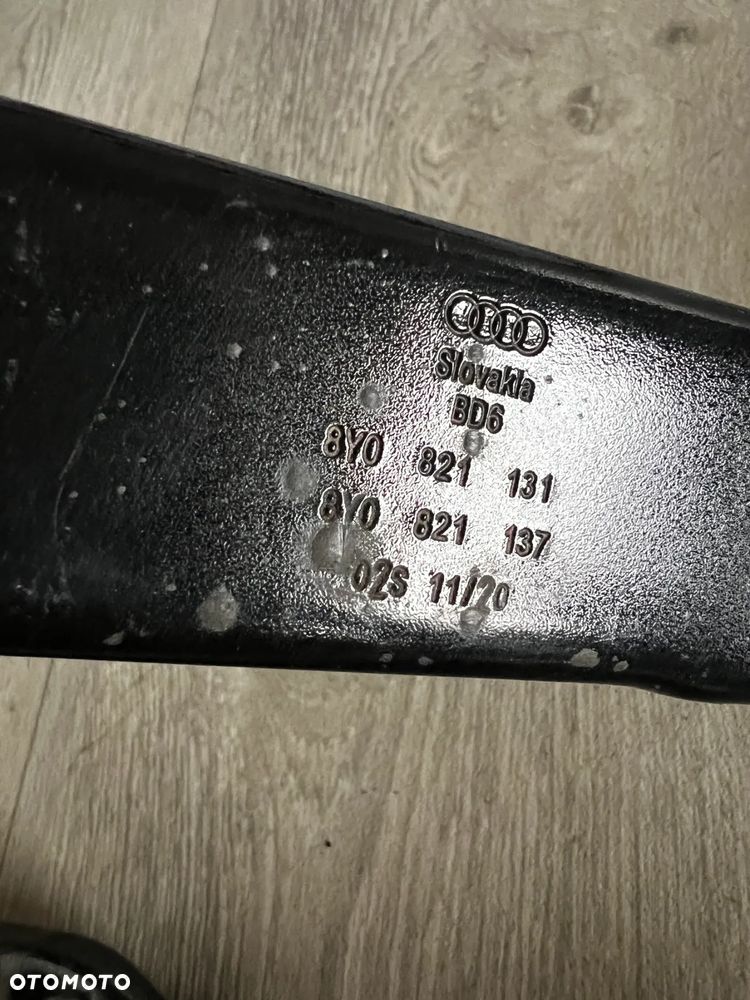 Slovakia
BD6
8Y0 821 131
8Y0 821 137
02S 11/20
OTOMOTO